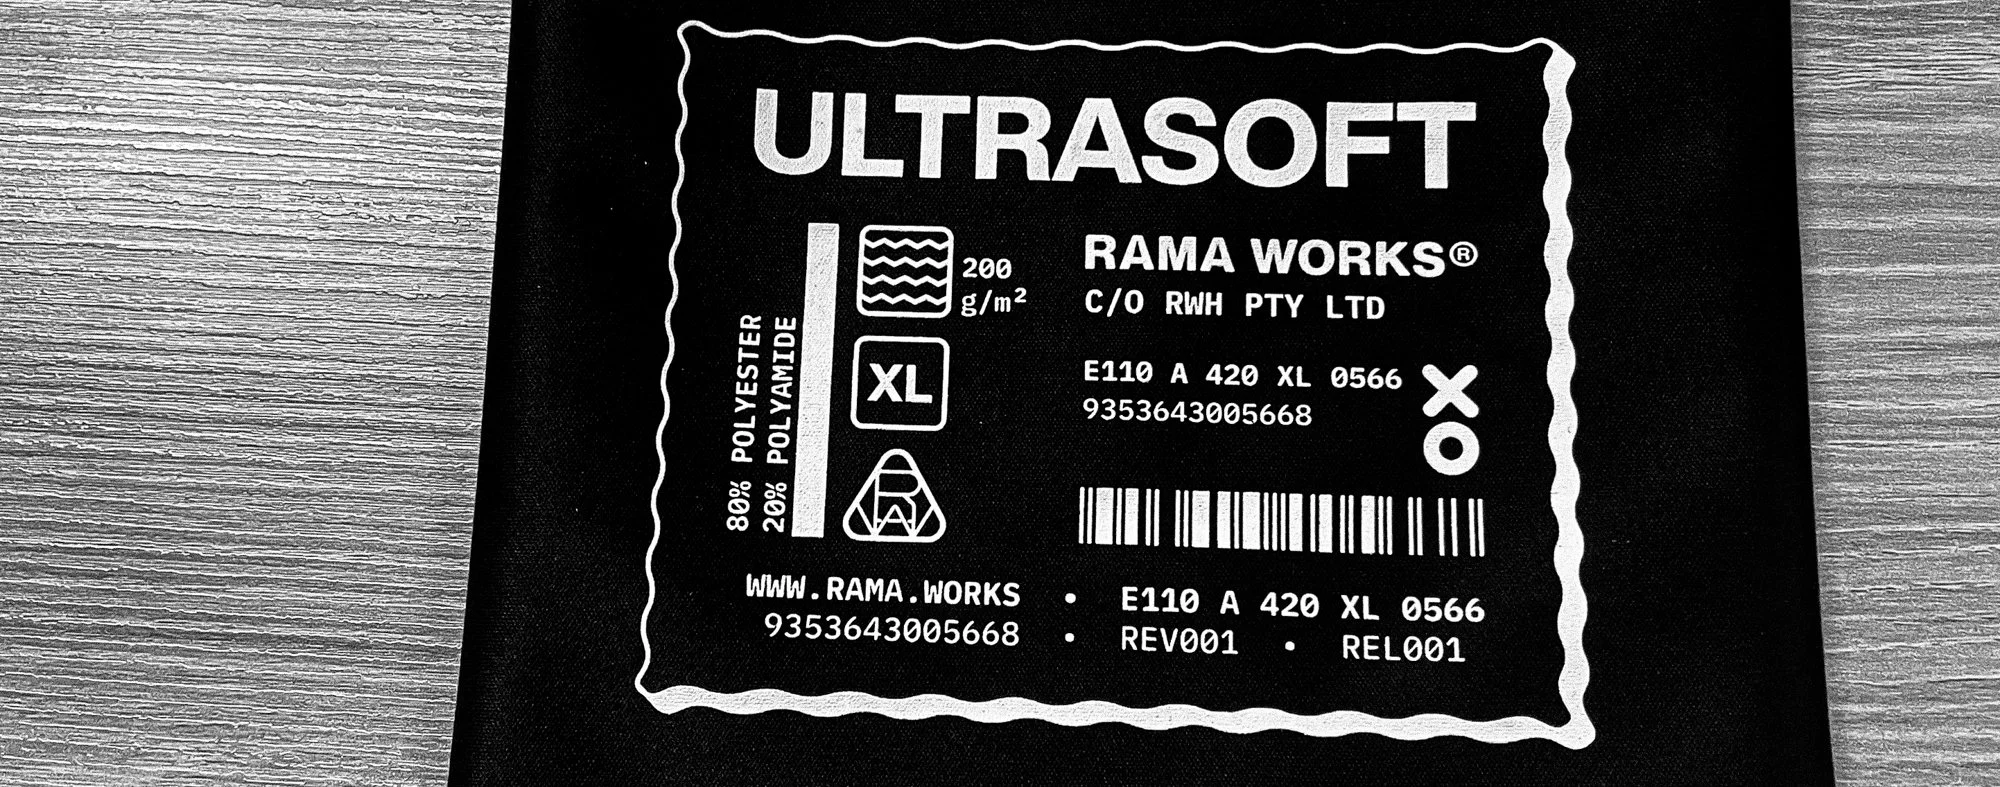 ULTRASOFT
80% POLYESTER
20% POLYAMIDE
200
g/m²
XL
RA
RAMA WORKS®
C/O RWH PTY LTD
E110 A 420 XL 0566
9353643005668
XO
WWW.RAMA.WORKS • E110 A 420 XL 0566
9353643005668 • REV001 • REL001